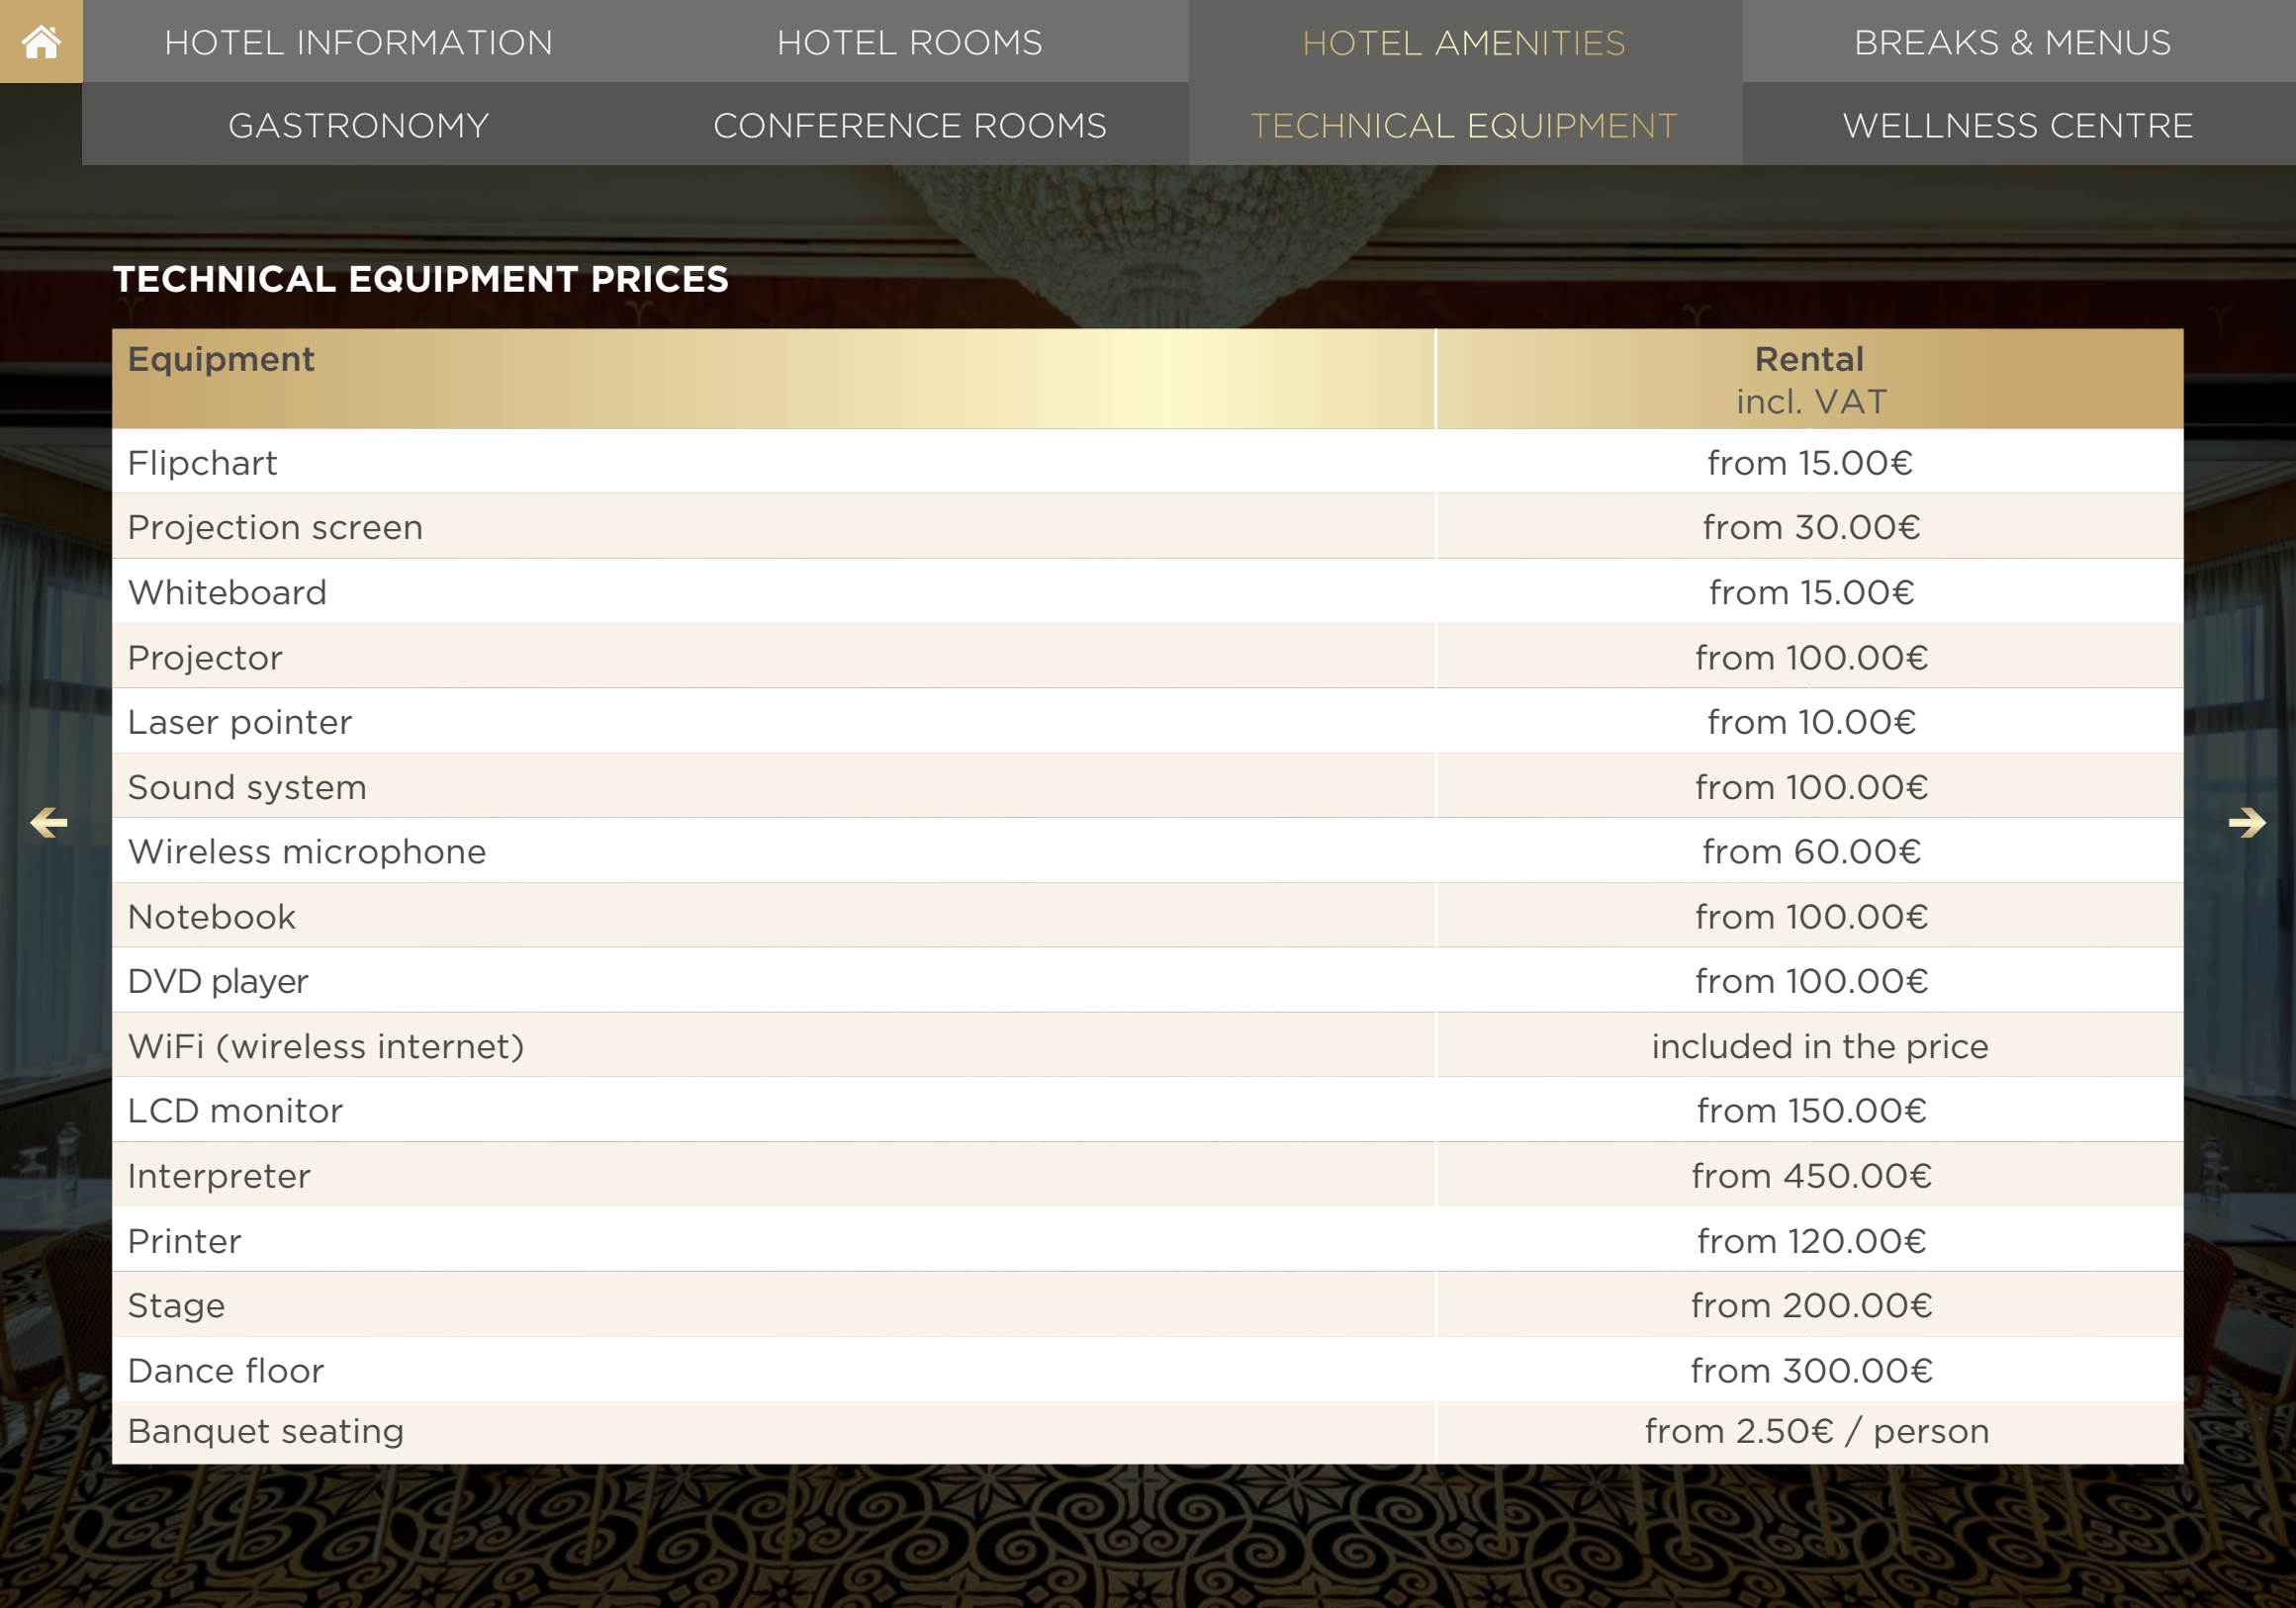 HOTEL INFORMATION HOTEL ROOMS HOTEL AMENITIES BREAKS & MENUS
GASTRONOMY CONFERENCE ROOMS TECHNICAL EQUIPMENT WELLNESS CENTRE
TECHNICAL EQUIPMENT PRICES
Equipment Rental
incl. VAT
Flipchart from 15.00€
Projection screen from 30.00€
Whiteboard from 15.00€
Projector from 100.00€
Laser pointer from 10.00€
Sound system from 100.00€
Wireless microphone from 60.00€
Notebook from 100.00€
DVD player from 100.00€
WiFi (wireless internet) included in the price
LCD monitor from 150.00€
Interpreter from 450.00€
Printer from 120.00€
Stage from 200.00€
Dance floor from 300.00€
Banquet seating from 2.50€ / person